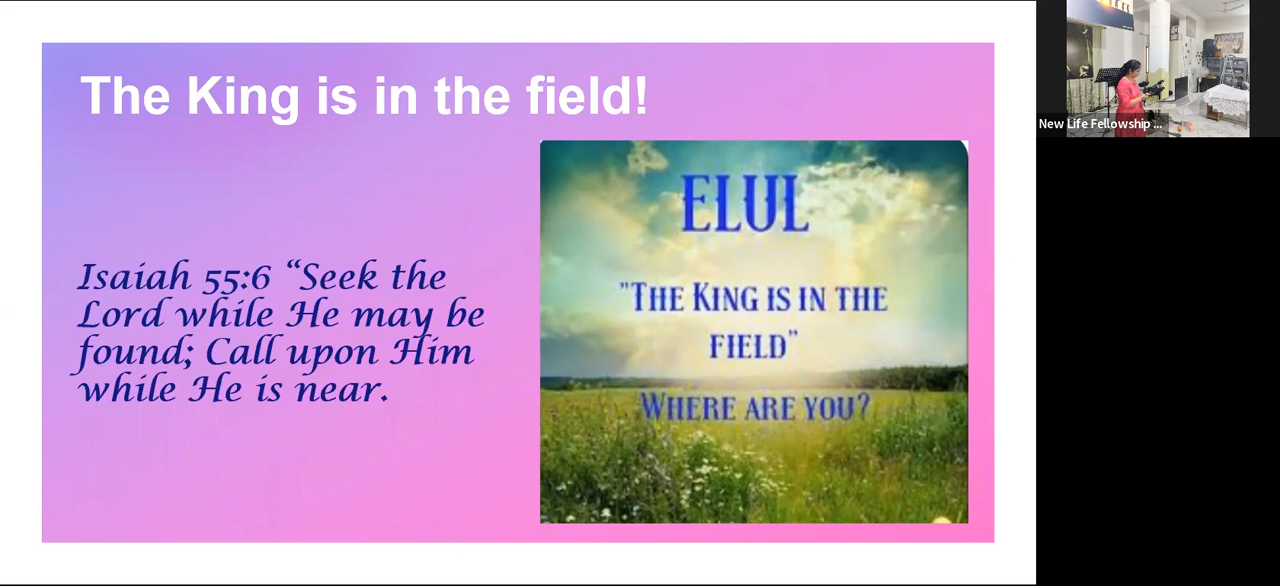 The King is in the field!
Isaiah 55:6 “Seek the
Lord while He may be
found; Call upon Him
while He is near.
ELUL
"The King is in the
field"
Where are you?
New Life Fellowship ...